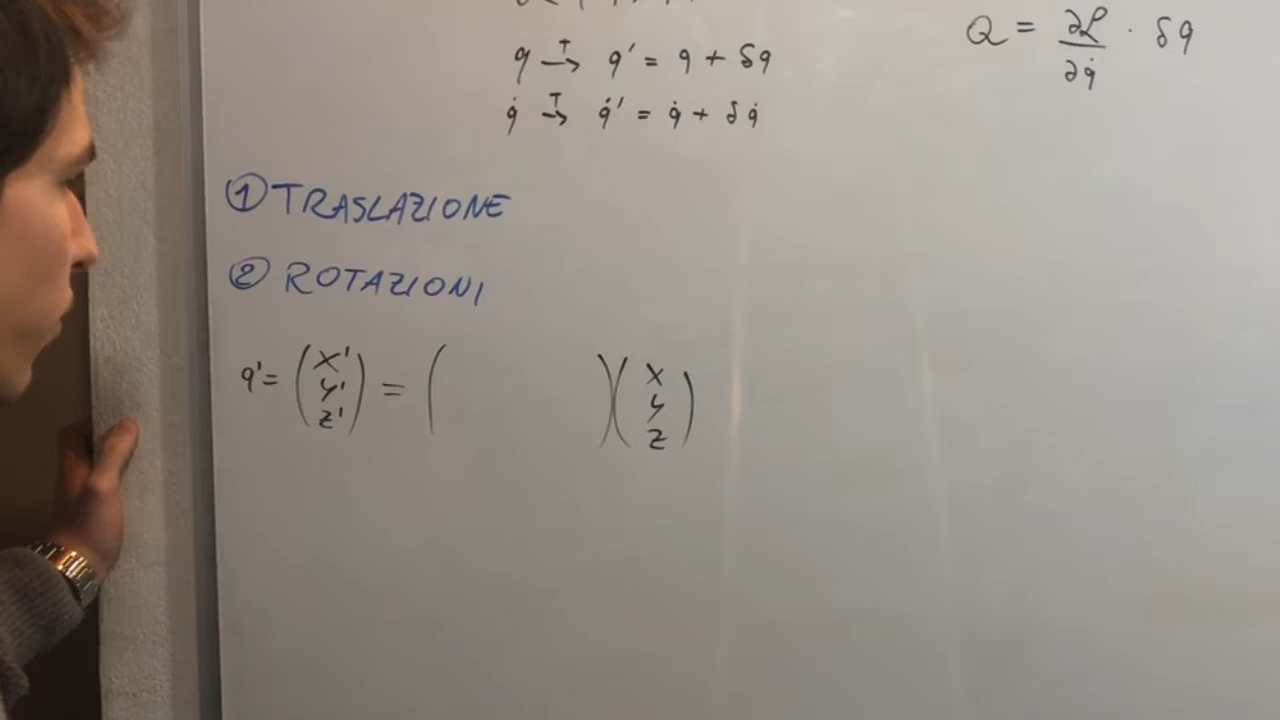 q →ᵀ q' = q + δq
q̇ →ᵀ q̇' = q̇ + δq̇
Q = ∂ℒ/∂q̇ · δq
① TRASLAZIONE
② ROTAZIONI
q' = (x' y' z') = ( )(x y z)